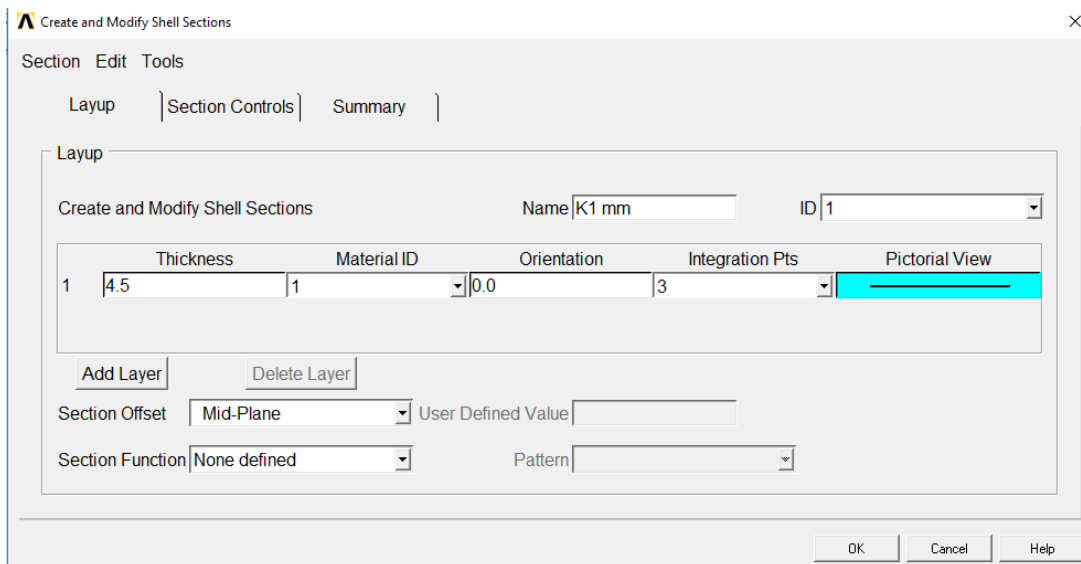 Create and Modify Shell Sections
Section Edit Tools
Layup Section Controls Summary
Layup
Create and Modify Shell Sections Name K1 mm ID 1
Thickness Material ID Orientation Integration Pts Pictorial View
1 4.5 1 0.0 3
Add Layer Delete Layer
Section Offset Mid-Plane User Defined Value
Section Function None defined Pattern
OK Cancel Help